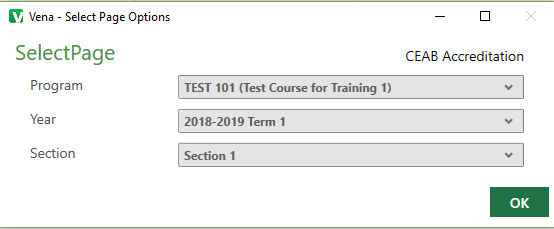 Vena - Select Page Options
SelectPage
CEAB Accreditation
Program
TEST 101 (Test Course for Training 1)
Year
2018-2019 Term 1
Section
Section 1
OK